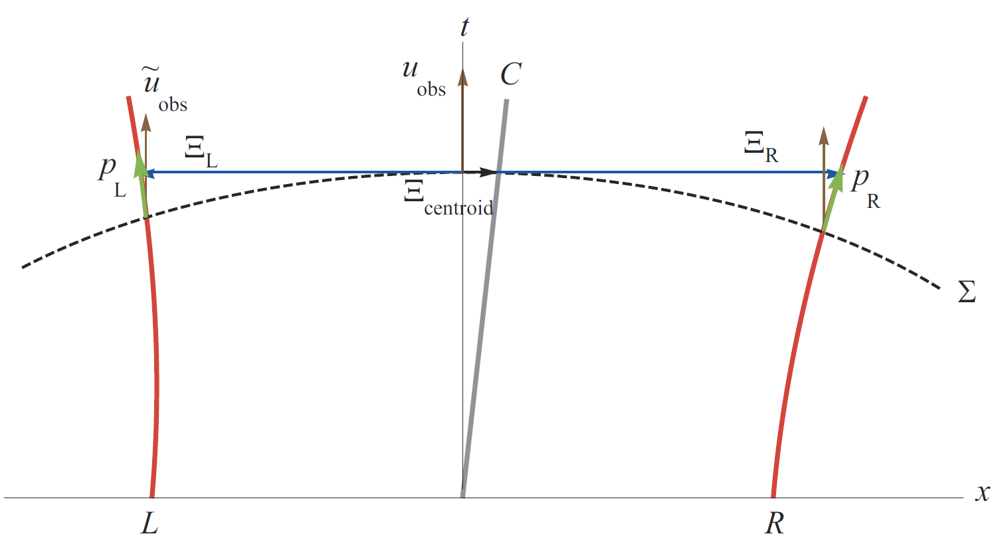 t
ũ obs
u obs
C
Ξ L
Ξ R
p L
Ξ centroid
p R
Σ
x
L
R